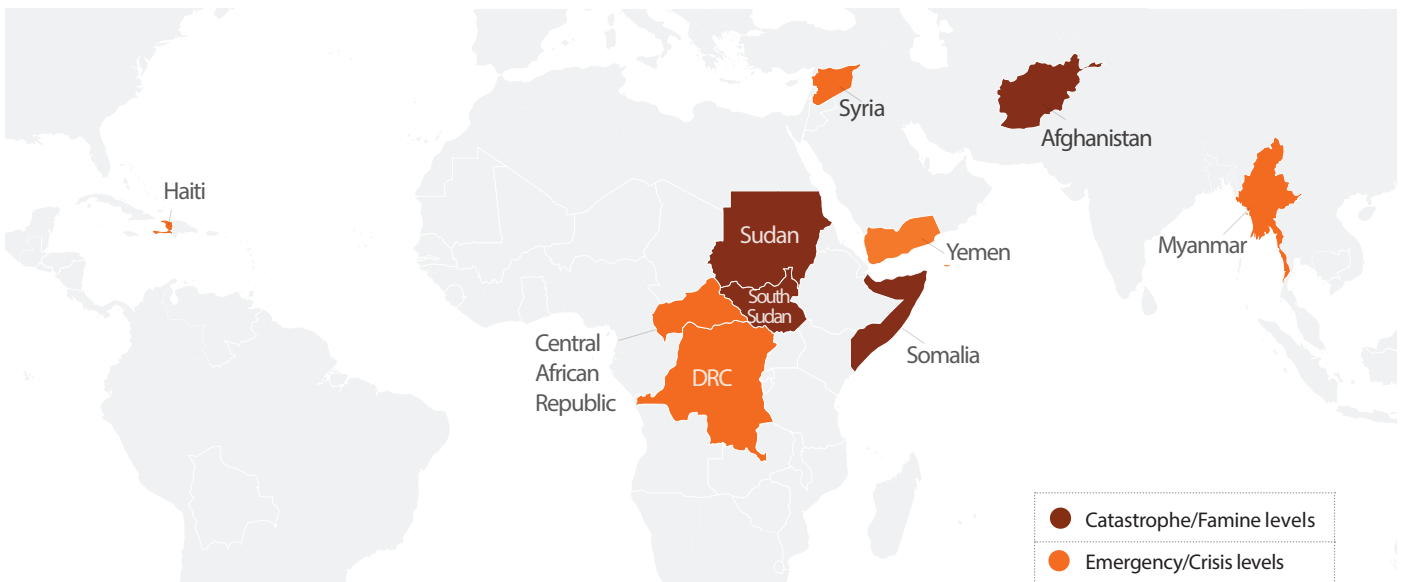 Syria
Afghanistan
Haiti
Sudan
Yemen
Myanmar
South
Sudan
Central
African
Republic
Somalia
DRC
Catastrophe/Famine levels
Emergency/Crisis levels